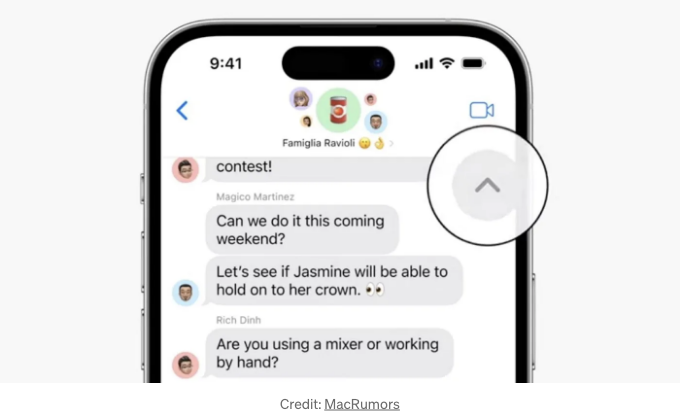 9:41
Famiglia Ravioli 😋 👌 >
contest!
Magico Martinez
Can we do it this coming
weekend?
Let's see if Jasmine will be able to
hold on to her crown. 👀
Rich Dinh
Are you using a mixer or working
by hand?
Credit: MacRumors